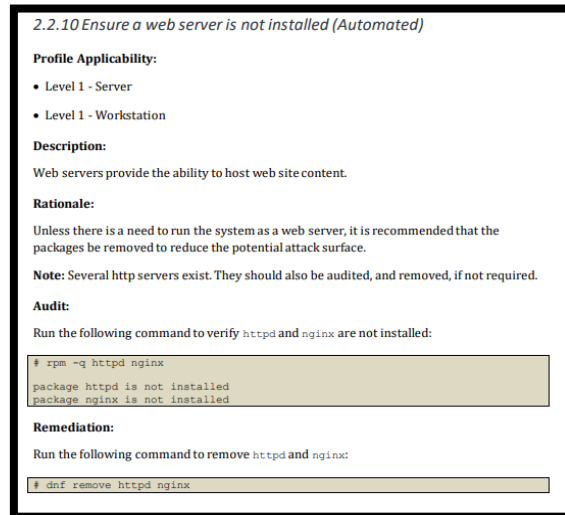 2.2.10 Ensure a web server is not installed (Automated)
Profile Applicability:
• Level 1 - Server
• Level 1 - Workstation
Description:
Web servers provide the ability to host web site content.
Rationale:
Unless there is a need to run the system as a web server, it is recommended that the
packages be removed to reduce the potential attack surface.
Note: Several http servers exist. They should also be audited, and removed, if not required.
Audit:
Run the following command to verify httpd and nginx are not installed:
# rpm -q httpd nginx
package httpd is not installed
package nginx is not installed
Remediation:
Run the following command to remove httpd and nginx:
# dnf remove httpd nginx